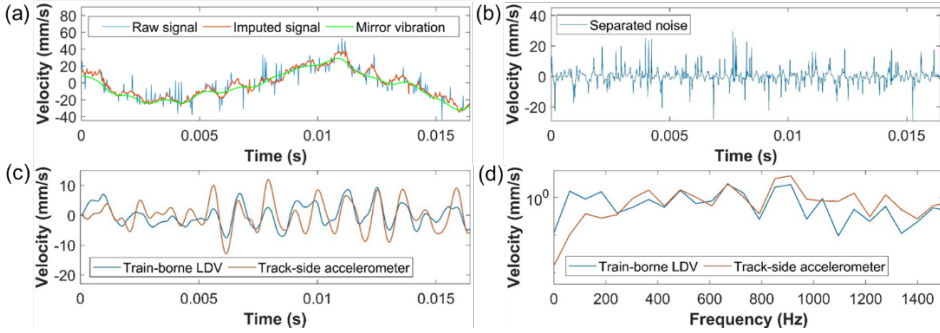 (a)
Raw signal Imputed signal Mirror vibration
Velocity (mm/s)
80
60
40
20
0
-20
-40
0 0.005 0.01 0.015
Time (s)
(b)
Separated noise
Velocity (mm/s)
40
20
0
-20
0 0.005 0.01 0.015
Time (s)
(c)
Velocity (mm/s)
10
0
-10
-20
Train-borne LDV Track-side accelerometer
0 0.005 0.01 0.015
Time (s)
(d)
Velocity (mm/s)
10^0
Train-borne LDV Track-side accelerometer
0 200 400 600 800 1000 1200 1400
Frequency (Hz)